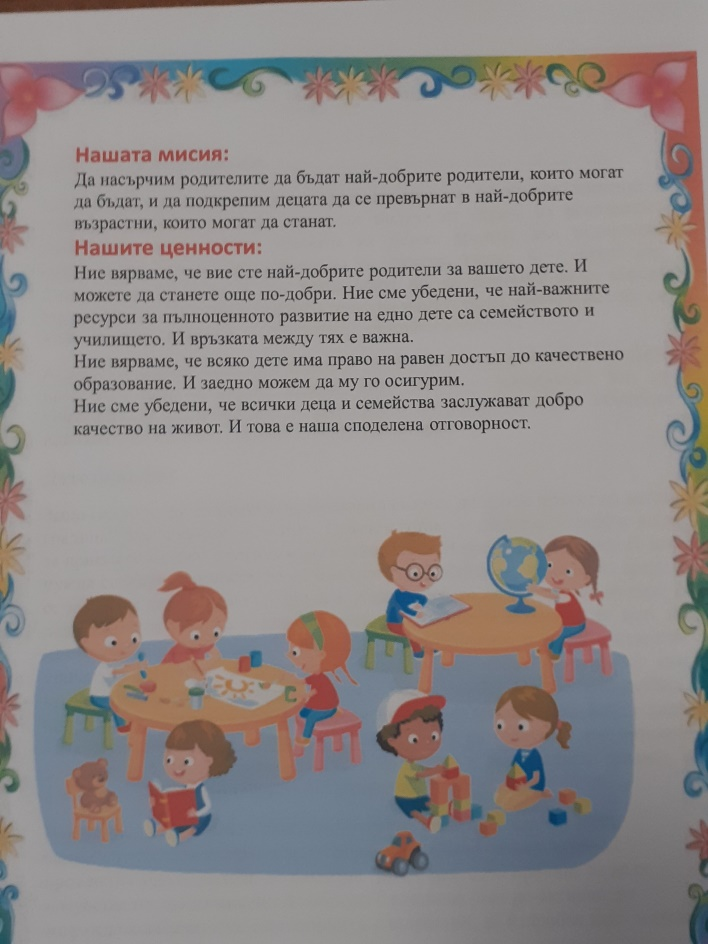 Нашата мисия:
Да насърчим родителите да бъдат най-добрите родители, които могат
да бъдат, и да подкрепим децата да се превърнат в най-добрите
възрастни, които могат да станат.
Нашите ценности:
Ние вярваме, че вие сте най-добрите родители за вашето дете. И
можете да станете още по-добри. Ние сме убедени, че най-важните
ресурси за пълноценното развитие на едно дете са семейството и
училището. И връзката между тях е важна.
Ние вярваме, че всяко дете има право на равен достъп до качествено
образование. И заедно можем да му го осигурим.
Ние сме убедени, че всички деца и семейства заслужават добро
качество на живот. И това е наша споделена отговорност.